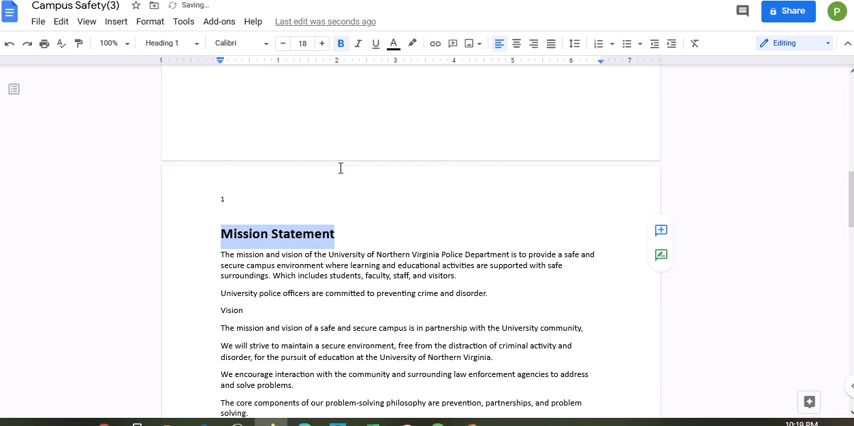 Campus Safety(3)
Saving...
File Edit View Insert Format Tools Add-ons Help Last edit was seconds ago
Share
P
100% Heading 1 Calibri 18 B I U A Editing
1 1 2 3 4 5 6 7
1
Mission Statement
The mission and vision of the University of Northern Virginia Police Department is to provide a safe and
secure campus environment where learning and educational activities are supported with safe
surroundings. Which includes students, faculty, staff, and visitors.
University police officers are committed to preventing crime and disorder.
Vision
The mission and vision of a safe and secure campus is in partnership with the University community,
We will strive to maintain a secure environment, free from the distraction of criminal activity and
disorder, for the pursuit of education at the University of Northern Virginia.
We encourage interaction with the community and surrounding law enforcement agencies to address
and solve problems.
The core components of our problem-solving philosophy are prevention, partnerships, and problem
solving.
10:19 PM